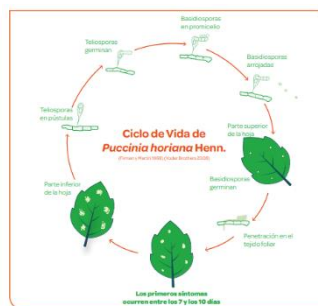 Basidiosporas
en promicelio
Teliosporas
germinan
Basidiosporas
arrojadas
Teliosporas
en pústulas
Parte superior
de la hoja
Ciclo de Vida de
Puccinia horiana Henn.
Basidiosporas
germinan
Parte inferior
de la hoja
Penetración en el
tejido foliar
Los primeros síntomas
ocurren entre los 7 y los 10 días